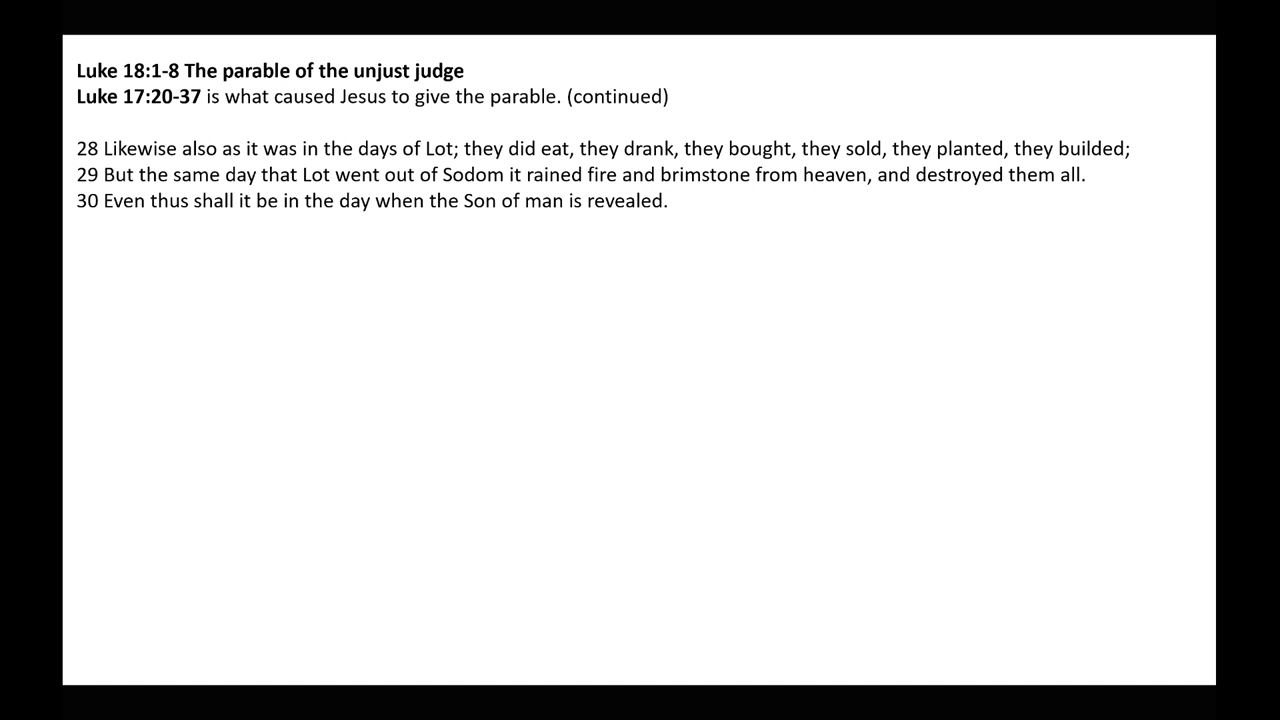 Luke 18:1-8 The parable of the unjust judge
Luke 17:20-37 is what caused Jesus to give the parable. (continued)
28 Likewise also as it was in the days of Lot; they did eat, they drank, they bought, they sold, they planted, they builded;
29 But the same day that Lot went out of Sodom it rained fire and brimstone from heaven, and destroyed them all.
30 Even thus shall it be in the day when the Son of man is revealed.